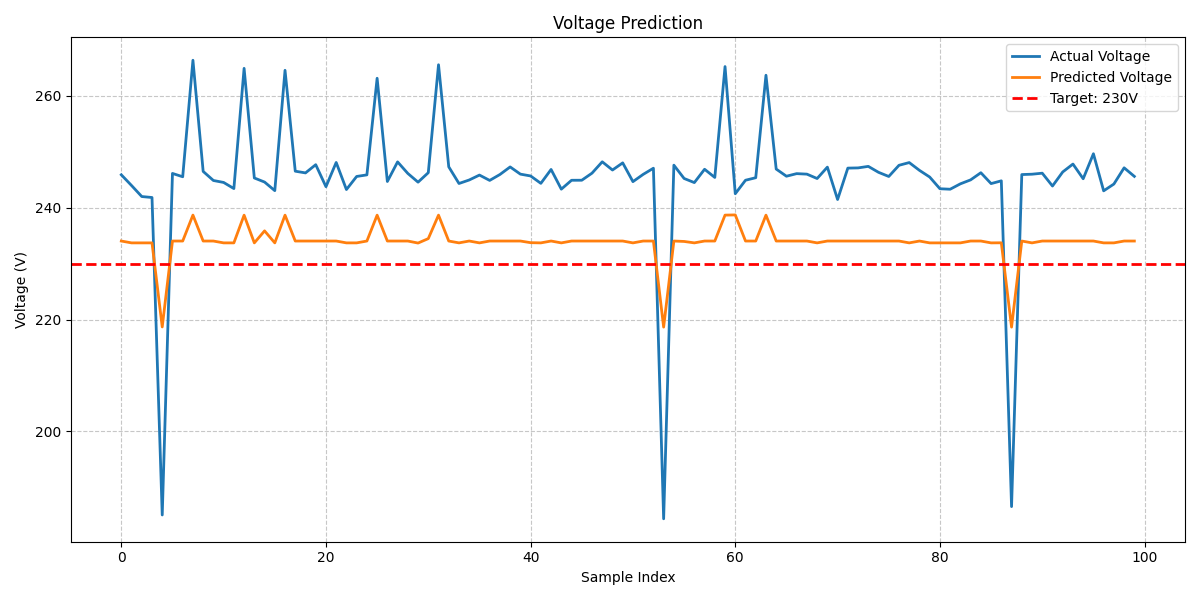 Voltage Prediction
Actual Voltage
Predicted Voltage
Target: 230V
Voltage (V)
260
240
220
200
0
20
40
60
80
100
Sample Index